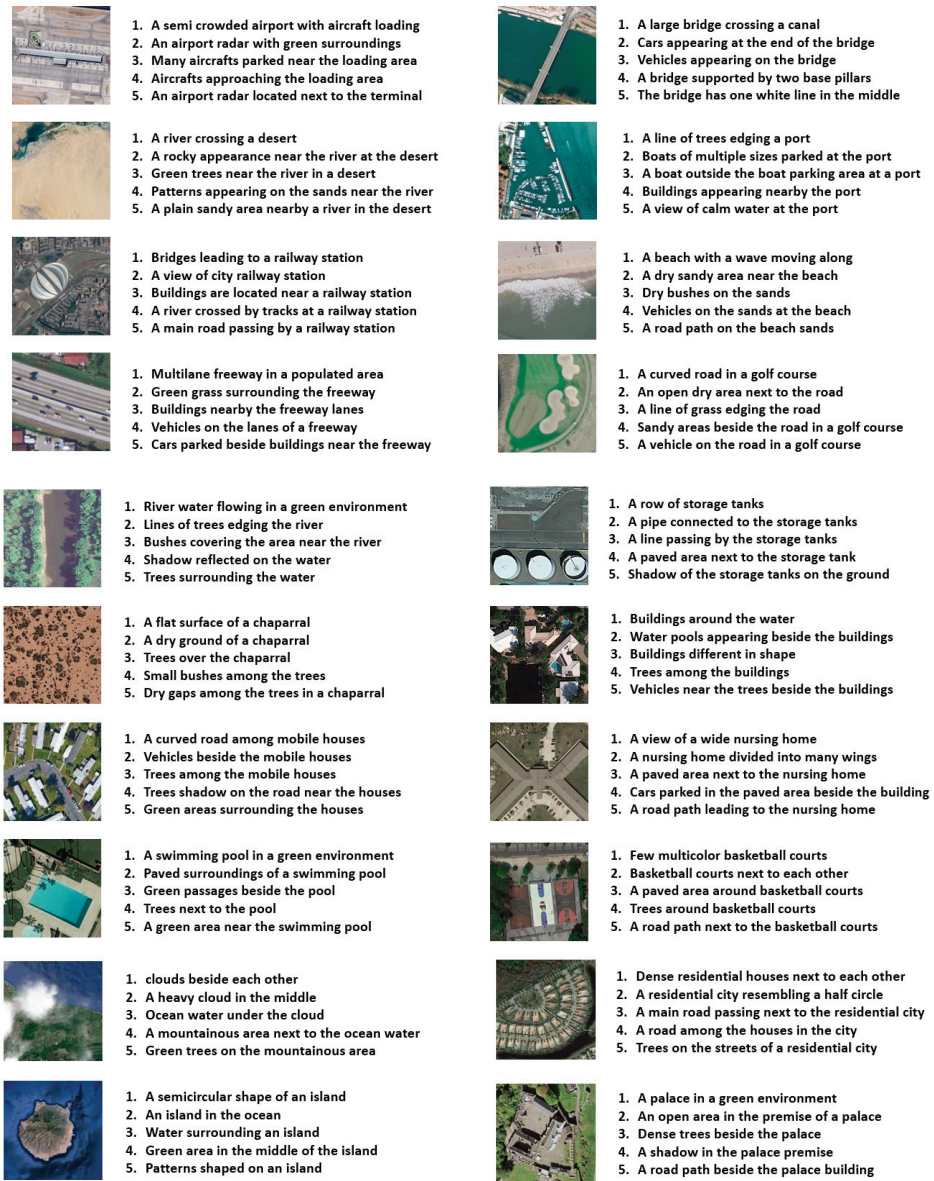 1. A semi crowded airport with aircraft loading
2. An airport radar with green surroundings
3. Many aircrafts parked near the loading area
4. Aircrafts approaching the loading area
5. An airport radar located next to the terminal
1. A large bridge crossing a canal
2. Cars appearing at the end of the bridge
3. Vehicles appearing on the bridge
4. A bridge supported by two base pillars
5. The bridge has one white line in the middle
1. A river crossing a desert
2. A rocky appearance near the river at the desert
3. Green trees near the river in a desert
4. Patterns appearing on the sands near the river
5. A plain sandy area nearby a river in the desert
1. A line of trees edging a port
2. Boats of multiple sizes parked at the port
3. A boat outside the boat parking area at a port
4. Buildings appearing nearby the port
5. A view of calm water at the port
1. Bridges leading to a railway station
2. A view of city railway station
3. Buildings are located near a railway station
4. A river crossed by tracks at a railway station
5. A main road passing by a railway station
1. A beach with a wave moving along
2. A dry sandy area near the beach
3. Dry bushes on the sands
4. Vehicles on the sands at the beach
5. A road path on the beach sands
1. Multilane freeway in a populated area
2. Green grass surrounding the freeway
3. Buildings nearby the freeway lanes
4. Vehicles on the lanes of a freeway
5. Cars parked beside buildings near the freeway
1. A curved road in a golf course
2. An open dry area next to the road
3. A line of grass edging the road
4. Sandy areas beside the road in a golf course
5. A vehicle on the road in a golf course
1. River water flowing in a green environment
2. Lines of trees edging the river
3. Bushes covering the area near the river
4. Shadow reflected on the water
5. Trees surrounding the water
1. A row of storage tanks
2. A pipe connected to the storage tanks
3. A line passing by the storage tanks
4. A paved area next to the storage tank
5. Shadow of the storage tanks on the ground
1. A flat surface of a chaparral
2. A dry ground of a chaparral
3. Trees over the chaparral
4. Small bushes among the trees
5. Dry gaps among the trees in a chaparral
1. Buildings around the water
2. Water pools appearing beside the buildings
3. Buildings different in shape
4. Trees among the buildings
5. Vehicles near the trees beside the buildings
1. A curved road among mobile houses
2. Vehicles beside the mobile houses
3. Trees among the mobile houses
4. Trees shadow on the road near the houses
5. Green areas surrounding the houses
1. A view of a wide nursing home
2. A nursing home divided into many wings
3. A paved area next to the nursing home
4. Cars parked in the paved area beside the building
5. A road path leading to the nursing home
1. A swimming pool in a green environment
2. Paved surroundings of a swimming pool
3. Green passages beside the pool
4. Trees next to the pool
5. A green area near the swimming pool
1. Few multicolor basketball courts
2. Basketball courts next to each other
3. A paved area around basketball courts
4. Trees around basketball courts
5. A road path next to the basketball courts
1. clouds beside each other
2. A heavy cloud in the middle
3. Ocean water under the cloud
4. A mountainous area next to the ocean water
5. Green trees on the mountainous area
1. Dense residential houses next to each other
2. A residential city resembling a half circle
3. A main road passing next to the residential city
4. A road among the houses in the city
5. Trees on the streets of a residential city
1. A semicircular shape of an island
2. An island in the ocean
3. Water surrounding an island
4. Green area in the middle of the island
5. Patterns shaped on an island
1. A palace in a green environment
2. An open area in the premise of a palace
3. Dense trees beside the palace
4. A shadow in the palace premise
5. A road path beside the palace building